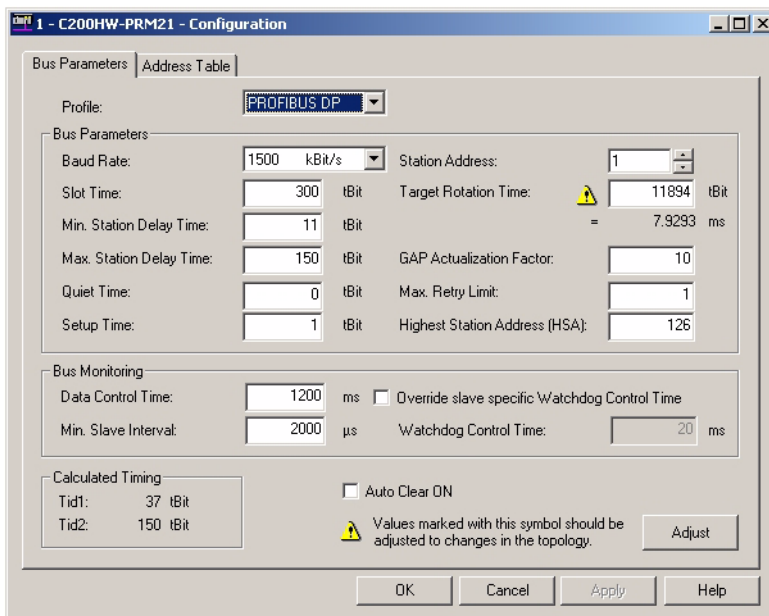 1 - C200HW-PRM21 - Configuration
Bus Parameters Address Table
Profile: PROFIBUS DP
Bus Parameters
Baud Rate: 1500 kBit/s Station Address: 1
Slot Time: 300 tBit Target Rotation Time: 11894 tBit
Min. Station Delay Time: 11 tBit = 7.9293 ms
Max. Station Delay Time: 150 tBit GAP Actualization Factor: 10
Quiet Time: 0 tBit Max. Retry Limit: 1
Setup Time: 1 tBit Highest Station Address (HSA): 126
Bus Monitoring
Data Control Time: 1200 ms Override slave specific Watchdog Control Time
Min. Slave Interval: 2000 µs Watchdog Control Time: 20 ms
Calculated Timing
Tid1: 37 tBit
Tid2: 150 tBit
Auto Clear ON
Values marked with this symbol should be
adjusted to changes in the topology.
Adjust
OK Cancel Apply Help